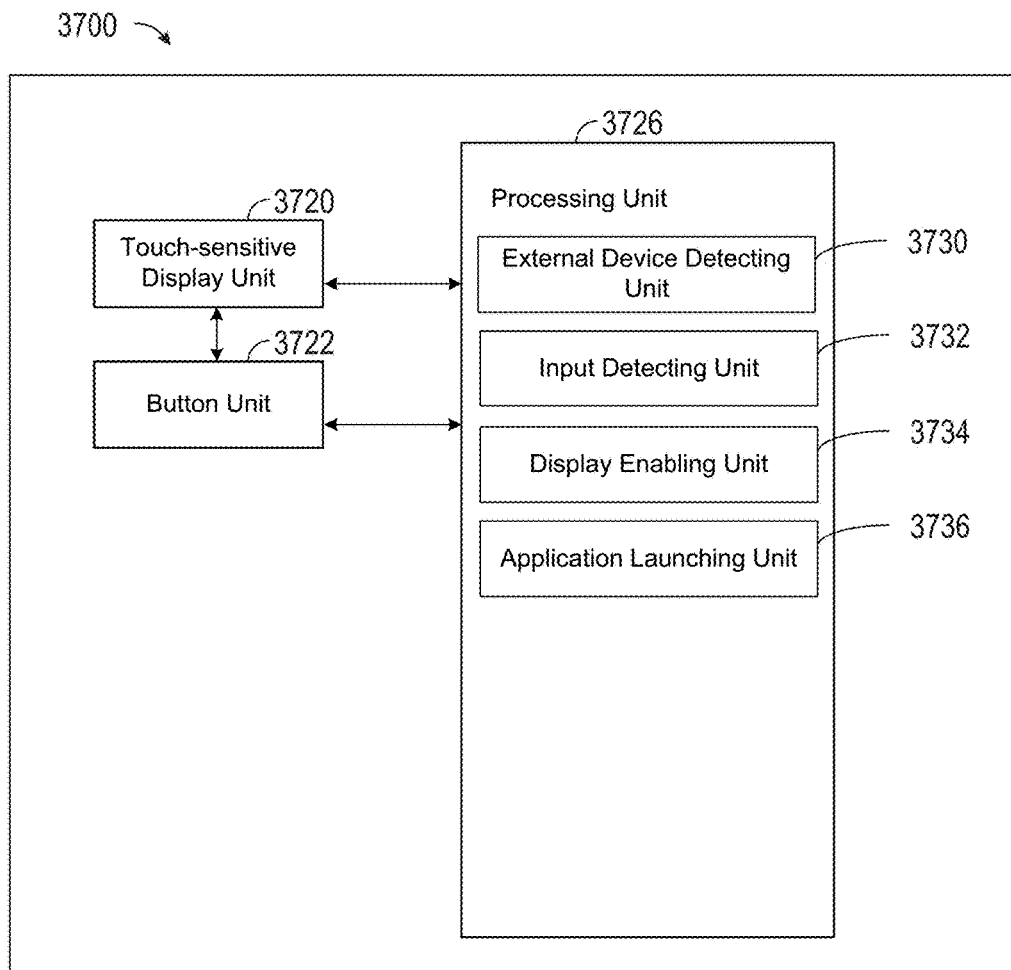 3700
3726
Processing Unit
3720
Touch-sensitive
Display Unit
3730
External Device Detecting
Unit
3722
Button Unit
3732
Input Detecting Unit
3734
Display Enabling Unit
3736
Application Launching Unit